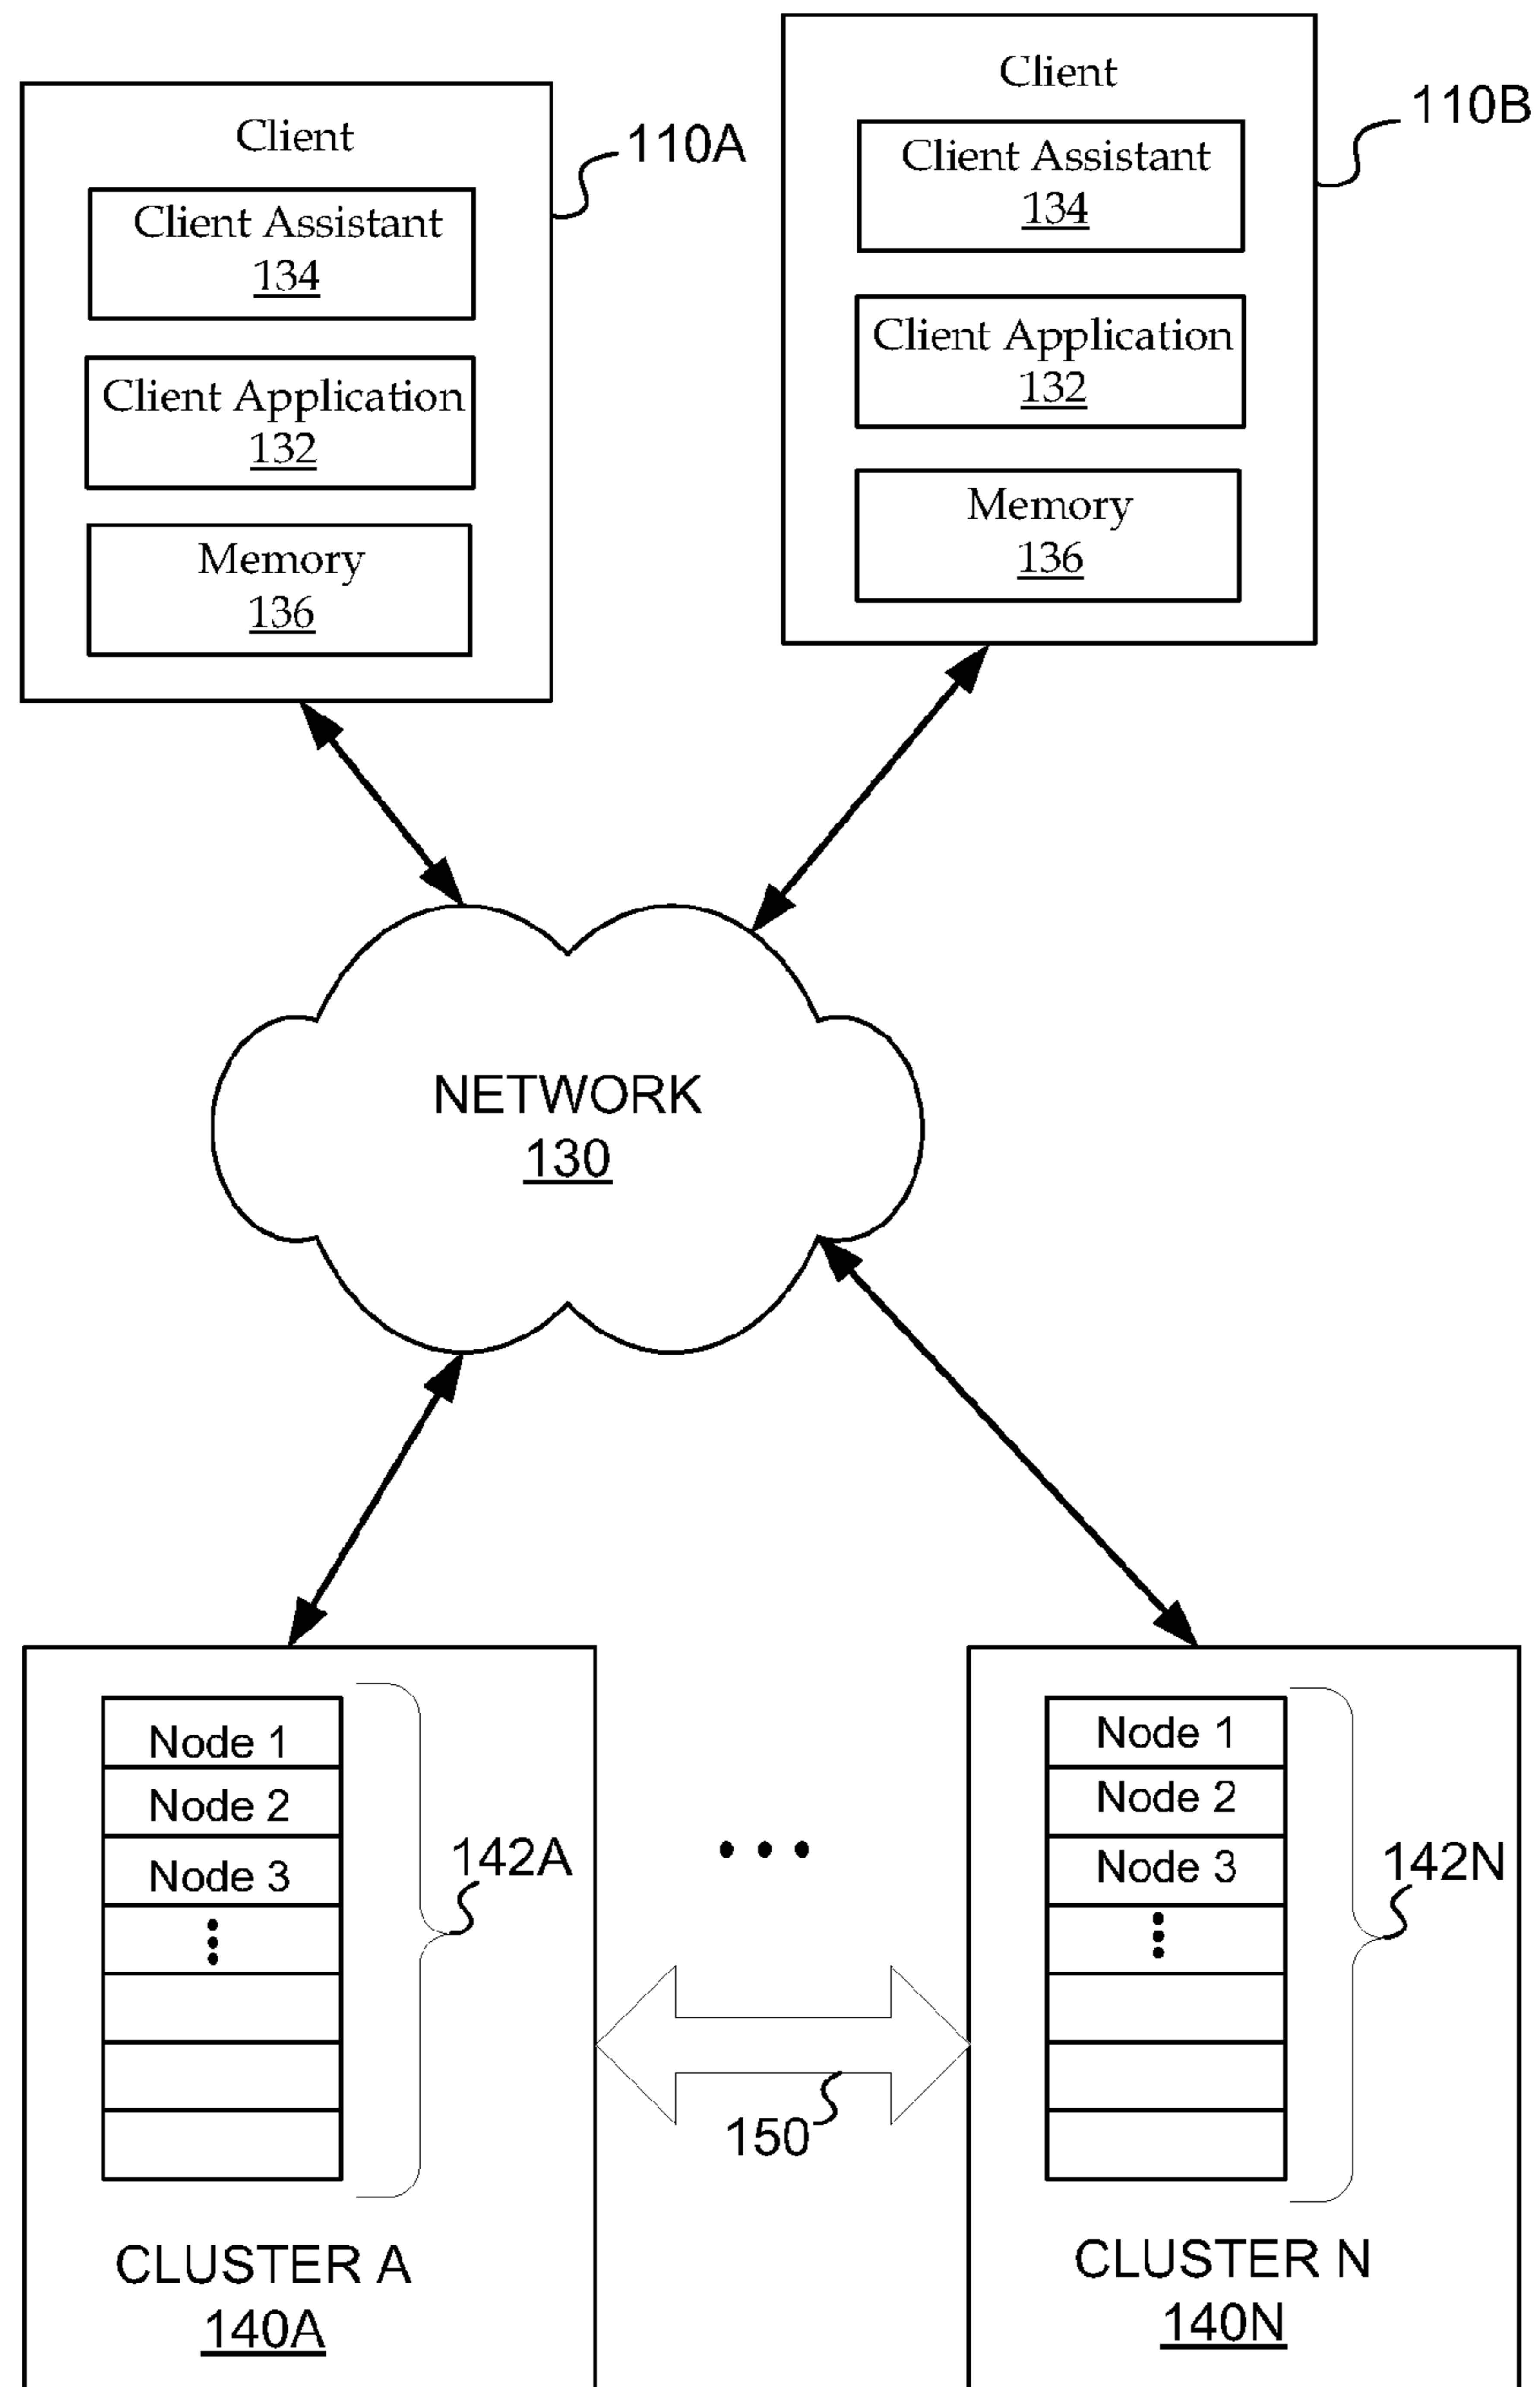 Client
110A
Client Assistant
134
Client Application
132
Memory
136
Client
110B
Client Assistant
134
Client Application
132
Memory
136
NETWORK
130
Node 1
Node 2
Node 3
142A
CLUSTER A
140A
150
Node 1
Node 2
Node 3
142N
CLUSTER N
140N